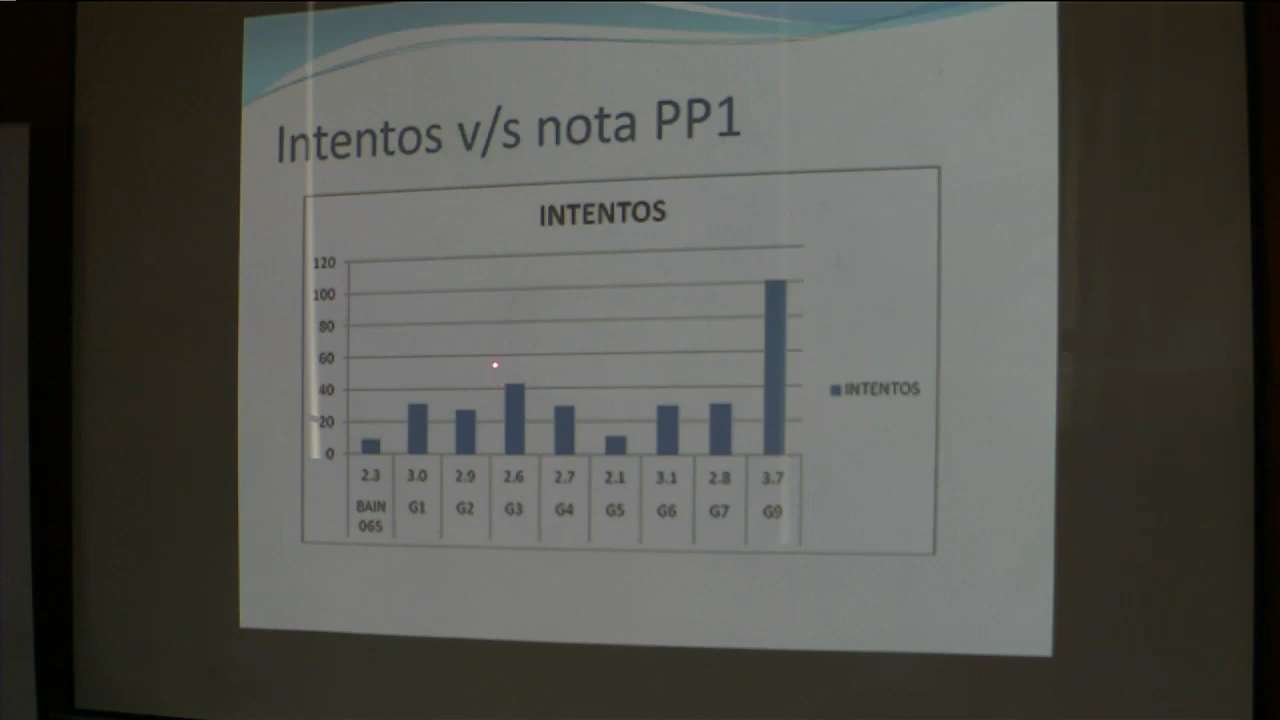 Intentos v/s nota PP1
INTENTOS
120
100
80
60
40
20
0
INTENTOS
2.3 3.0 2.9 2.6 2.7 2.1 3.1 2.8 3.7
BAIN 065 G1 G2 G3 G4 G5 G6 G7 G9